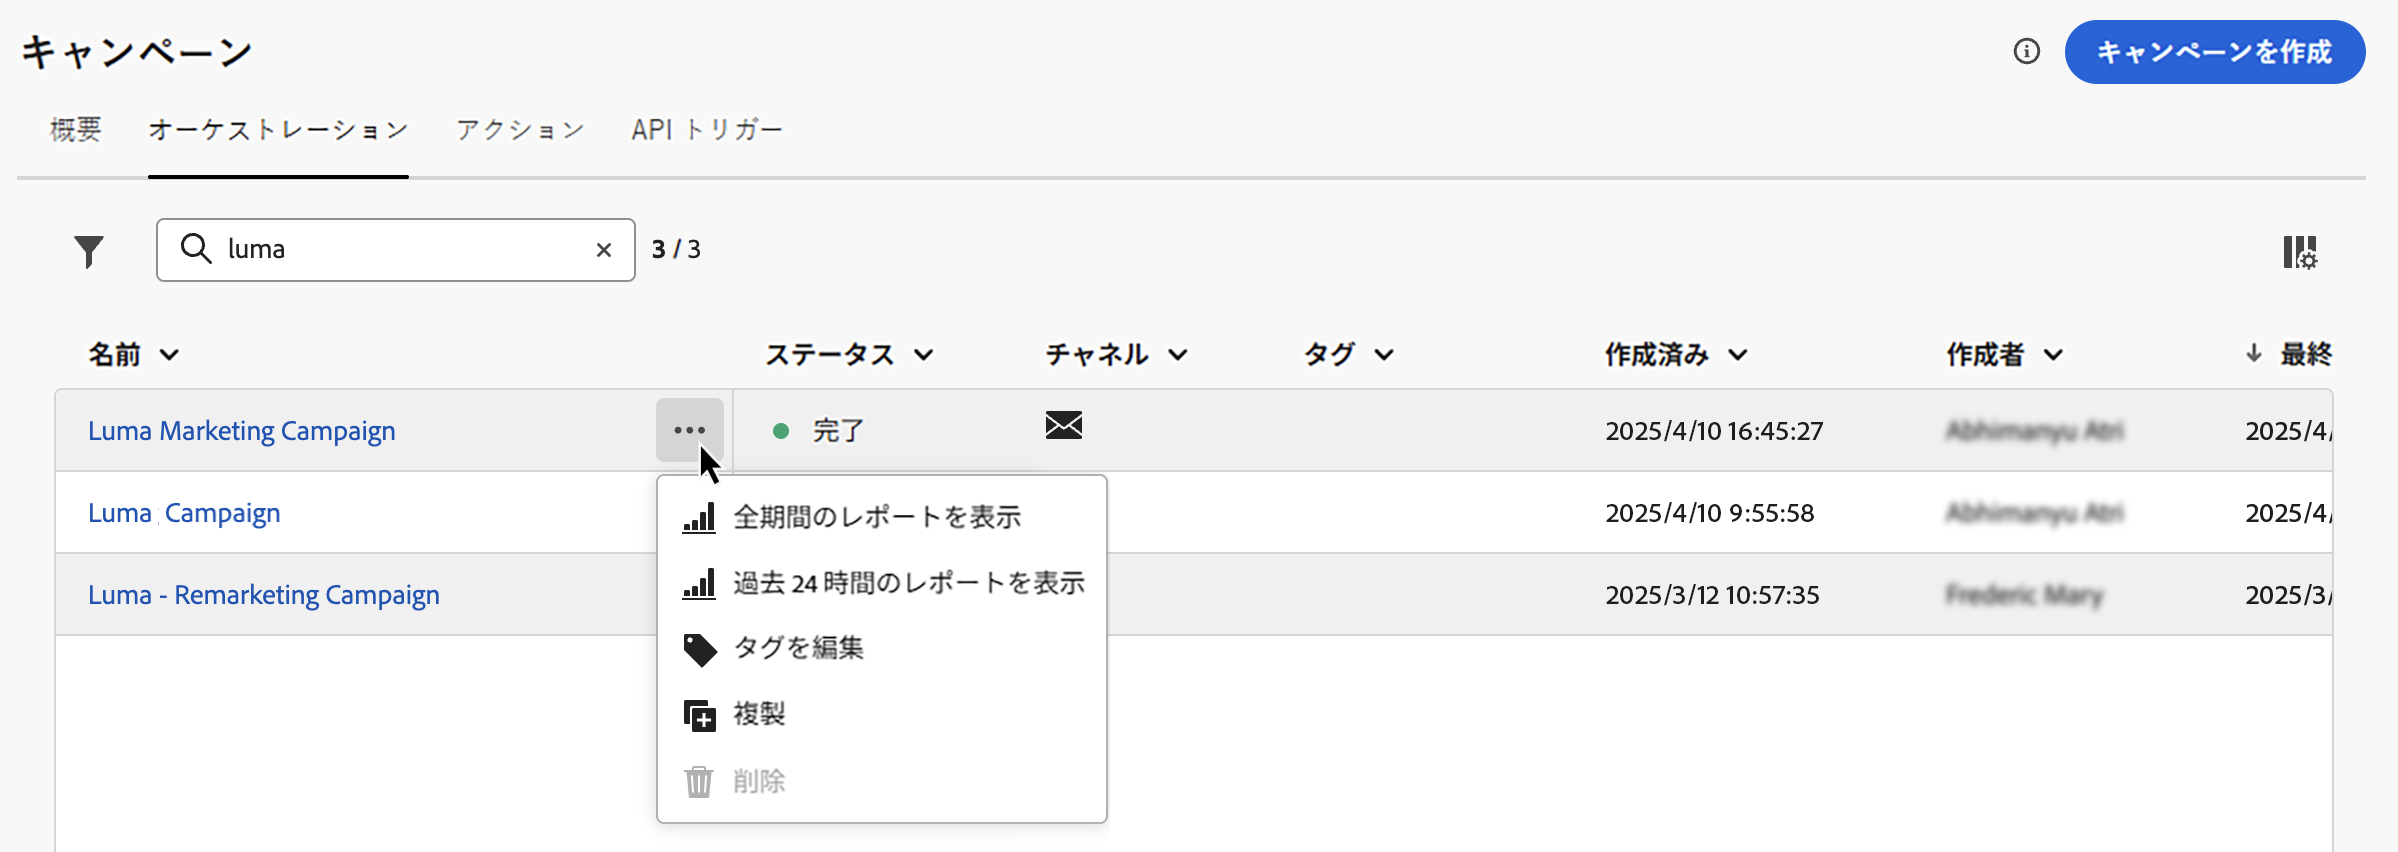 キャンペーン
キャンペーンを作成
概要 オーケストレーション アクション API トリガー
luma 3 / 3
名前 ステータス チャネル タグ 作成済み 作成者 最終
Luma Marketing Campaign 完了 2025/4/10 16:45:27 2025/4/
Luma Campaign 2025/4/10 9:55:58 2025/4/
Luma - Remarketing Campaign 2025/3/12 10:57:35 2025/3/
全期間のレポートを表示
過去 24 時間のレポートを表示
タグを編集
複製
削除